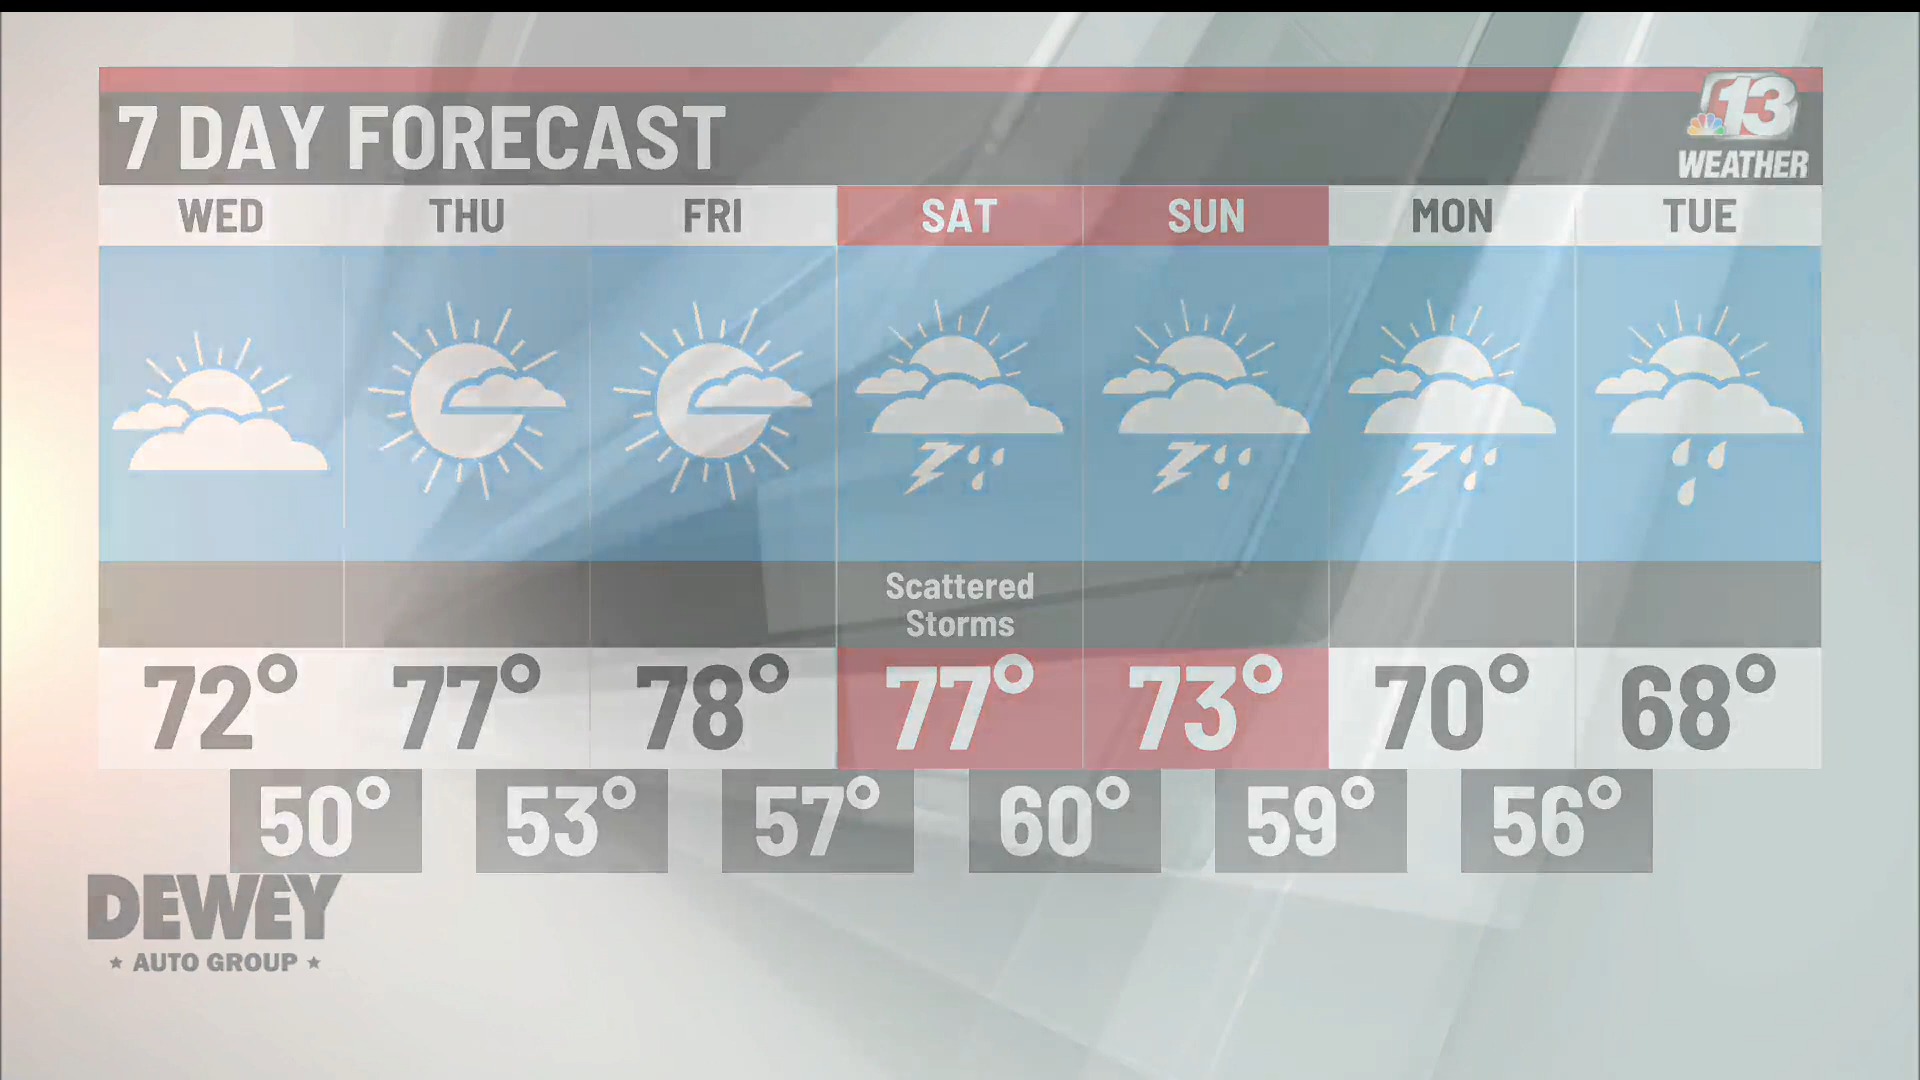 7 DAY FORECAST
13
WEATHER
WED THU FRI SAT SUN MON TUE
Scattered
Storms
72° 77° 78° 77° 73° 70° 68°
50° 53° 57° 60° 59° 56°
DEWEY
★ AUTO GROUP ★